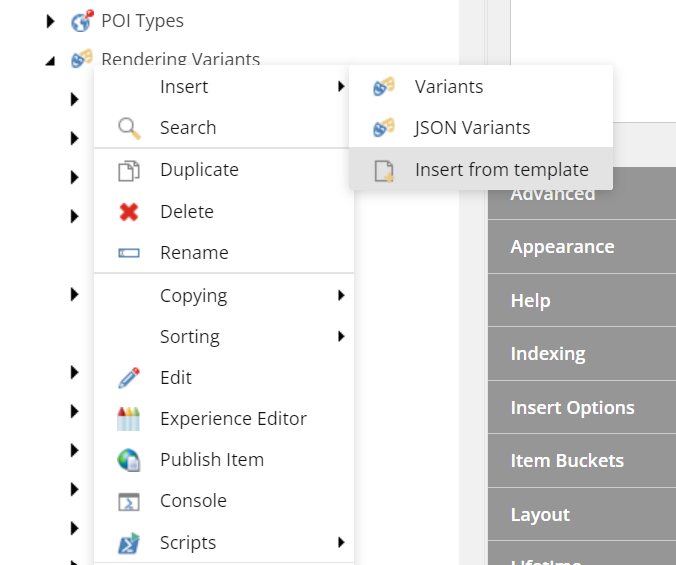 POI Types
Rendering Variants
Insert
Search
Duplicate
Delete
Rename
Copying
Sorting
Edit
Experience Editor
Publish Item
Console
Scripts
Variants
JSON Variants
Insert from template
Advanced
Appearance
Help
Indexing
Insert Options
Item Buckets
Layout
Lifetime